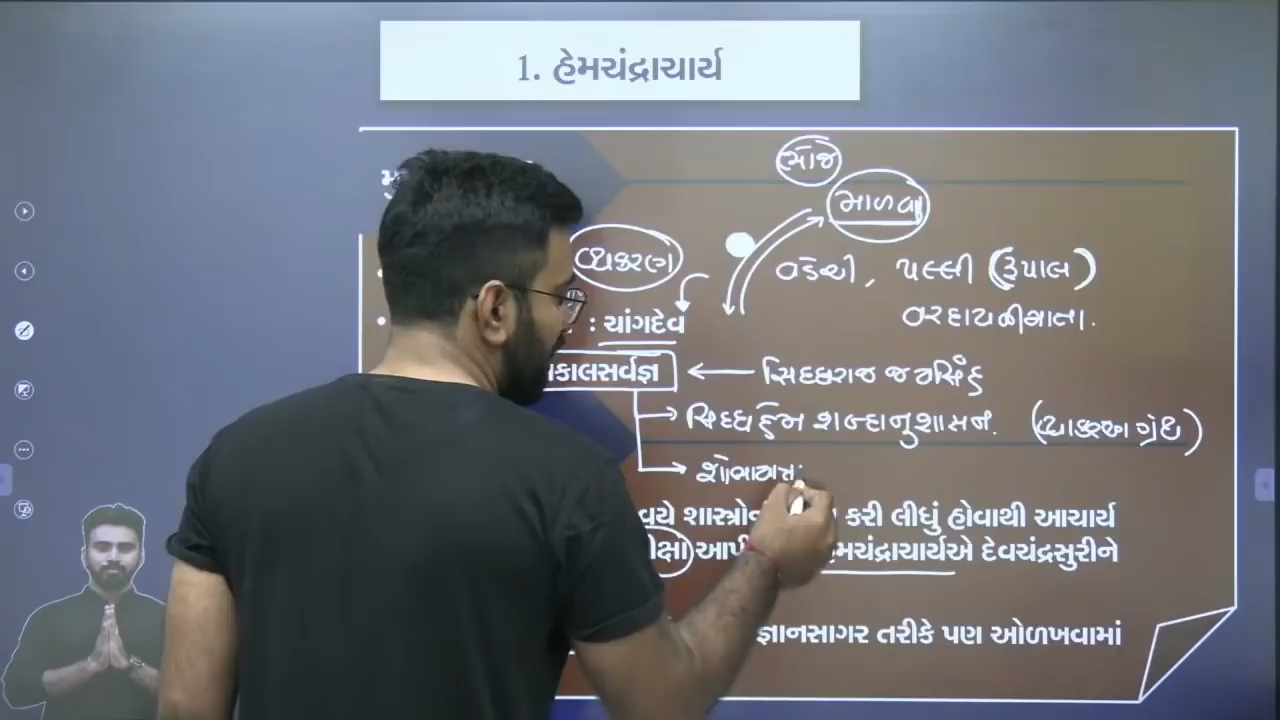 1. હેમચંદ્રાચાર્ય
ભોજ
માળવા
વ્યાકરણ
વડેચી, પલ્લી (રૂપાલ)
વરદાયળીમાતા.
: ચાંગદેવ
કાલસર્વજ્ઞ ← સિદ્ધરાજ જયસિંહ
→ સિદ્ધહેમ શબ્દાનુશાસન. (વ્યાકરણ ગ્રંથ)
→ શોભાયાત્રા
વયે શાસ્ત્રો કરી લીધું હોવાથી આચાર્ય
ક્ષા આપી મચંદ્રાચાર્યએ દેવચંદ્રસુરીને
જ્ઞાનસાગર તરીકે પણ ઓળખવામાં